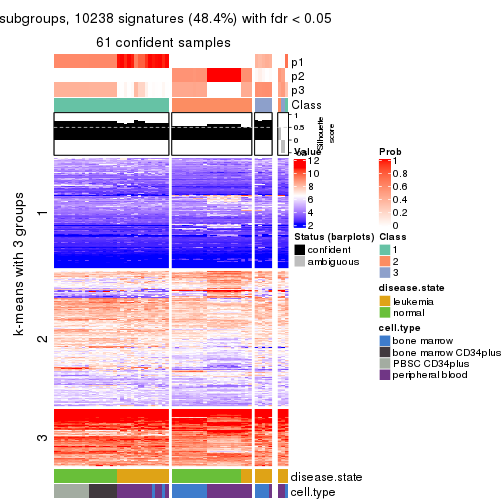 subgroups, 10238 signatures (48.4%) with fdr < 0.05
61 confident samples
p1
p2
p3
Class
1
0.5
0
Silhouette
score
k-means with 3 groups
1
2
3
Value
12
10
8
6
4
2
Status (barplots)
confident
ambiguous
Prob
1
0.8
0.6
0.4
0.2
0
Class
1
2
3
disease.state
leukemia
normal
cell.type
bone marrow
bone marrow CD34plus
PBSC CD34plus
peripheral blood
disease.state
cell.type